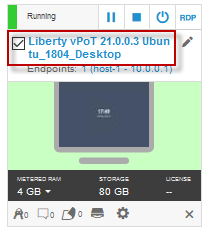 Running
RDP
Liberty vPoT 21.0.0.3 Ubun
tu_1804_Desktop
Endpoints: 1 (host-1 - 10.0.0.1)
METERED RAM STORAGE LICENSE
4 GB 80 GB --
0 0 0